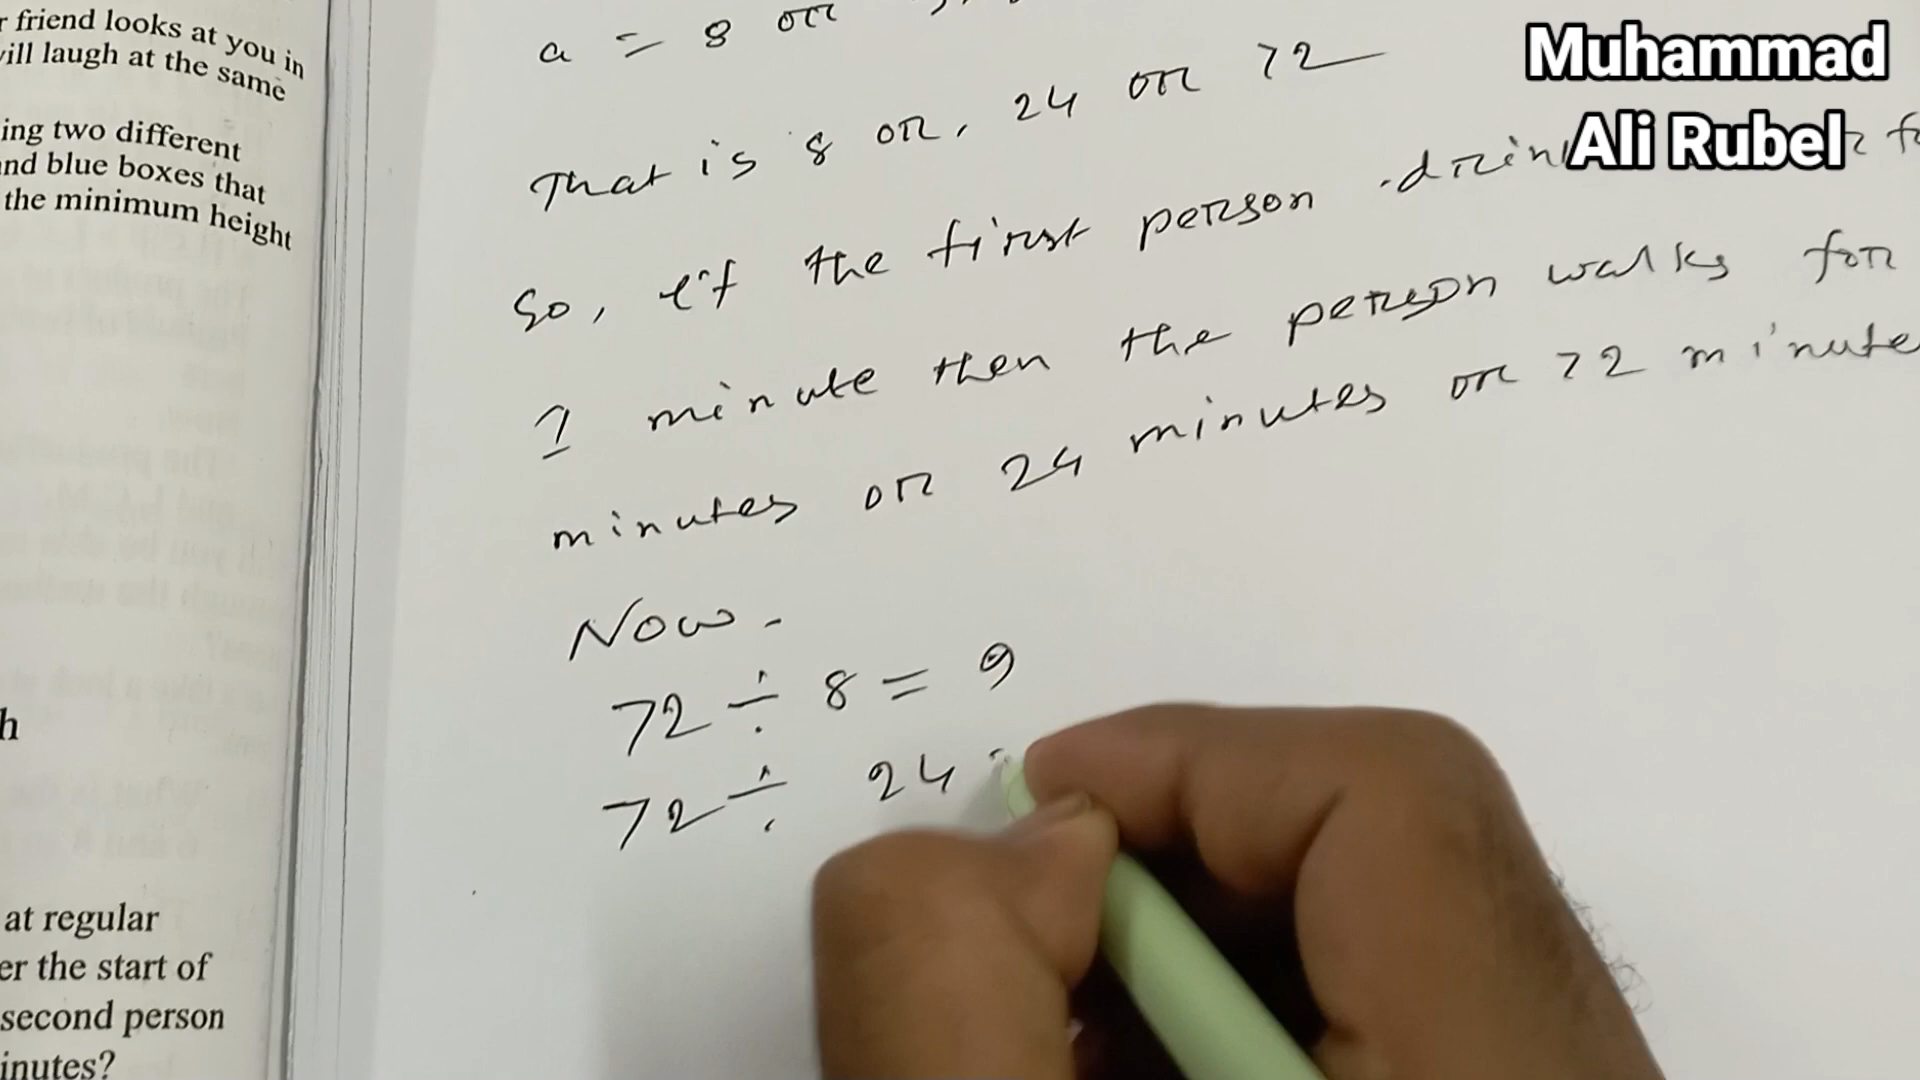 friend looks at you in
will laugh at the same
ing two different
nd blue boxes that
the minimum height
h
at regular
er the start of
second person
inutes?
a = 8 or
That is 8 or, 24 or 72
So, if the first person drin
1 minute then the person walks for
minutes or 24 minutes or 72 minute
Now.
72 ÷ 8 = 9
72 ÷ 24
Muhammad
Ali Rubel